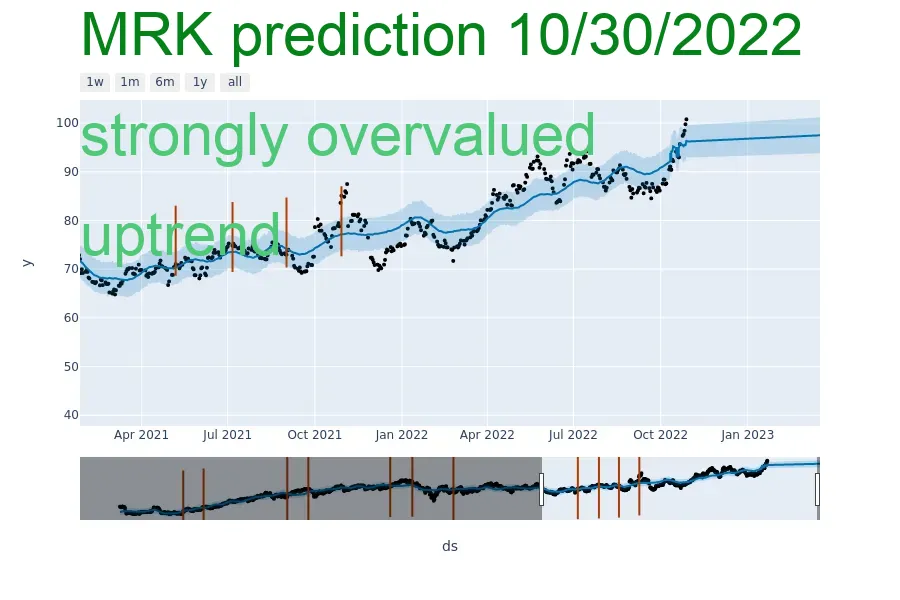 MRK prediction 10/30/2022
1w 1m 6m 1y all
strongly overvalued
uptrend
100
90
80
70
60
50
40
y
Apr 2021 Jul 2021 Oct 2021 Jan 2022 Apr 2022 Jul 2022 Oct 2022 Jan 2023
ds